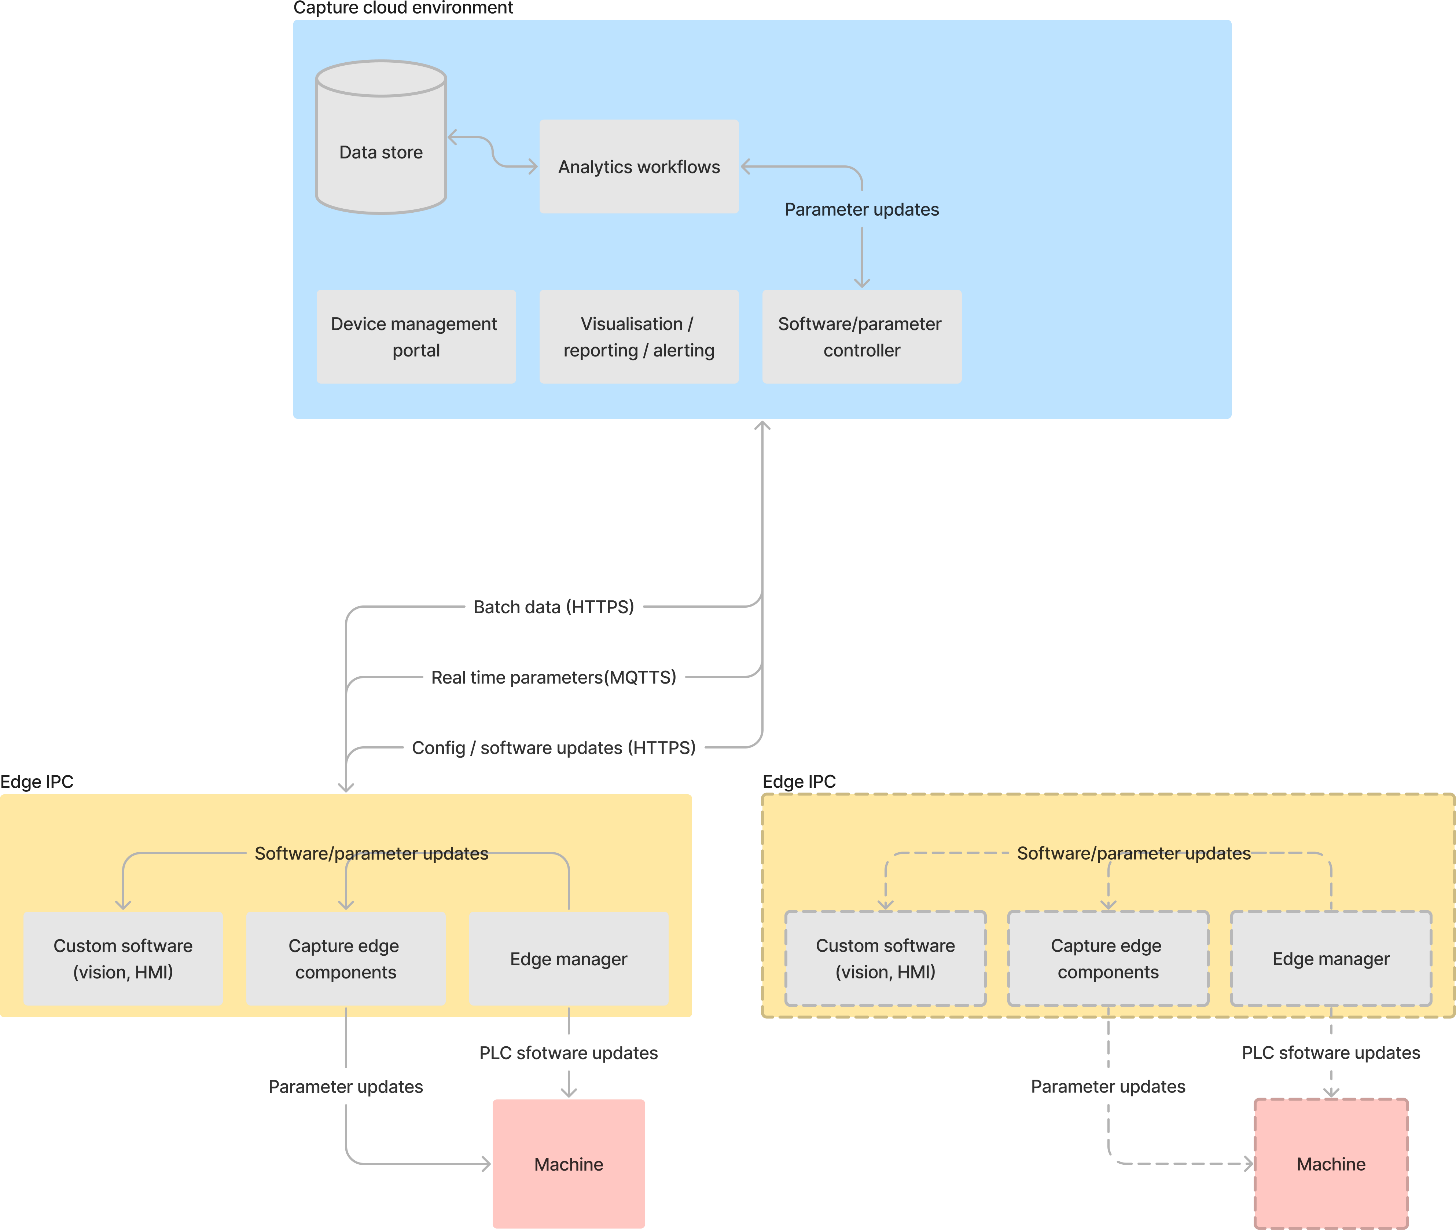 Capture cloud environment
Data store
Analytics workflows
Parameter updates
Device management
portal
Visualisation /
reporting / alerting
Software/parameter
controller
Batch data (HTTPS)
Real time parameters(MQTTS)
Config / software updates (HTTPS)
Edge IPC
Software/parameter updates
Custom software
(vision, HMI)
Capture edge
components
Edge manager
PLC sfotware updates
Parameter updates
Machine
Edge IPC
Software/parameter updates
Custom software
(vision, HMI)
Capture edge
components
Edge manager
PLC sfotware updates
Parameter updates
Machine